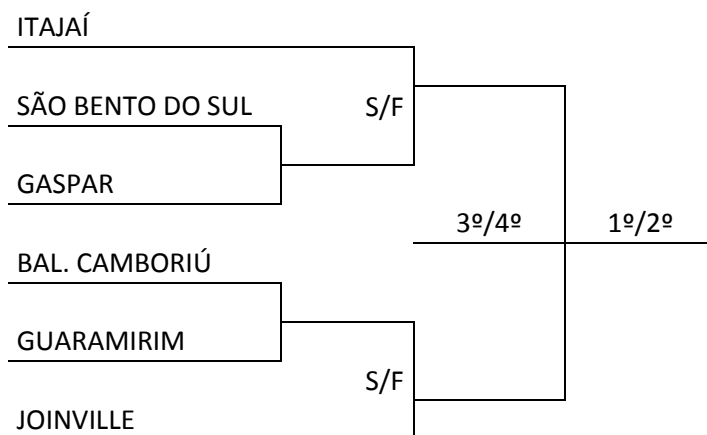 ITAJAÍ
SÃO BENTO DO SUL
S/F
GASPAR
3º/4º
1º/2º
BAL. CAMBORIÚ
GUARAMIRIM
S/F
JOINVILLE